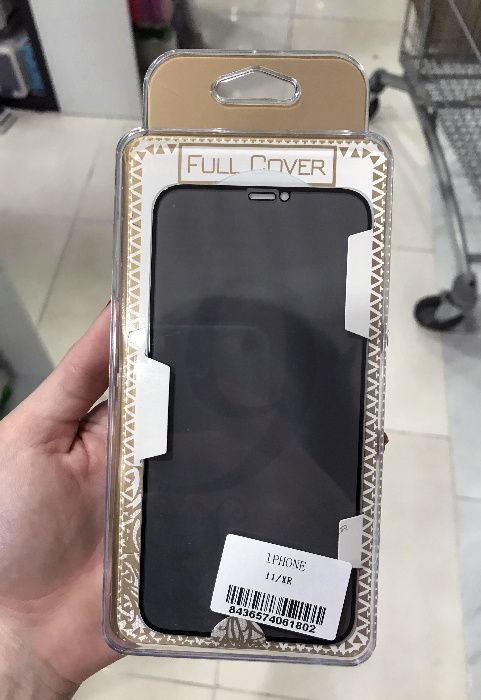 FULL COVER
IPHONE
11/XR
8436574061802